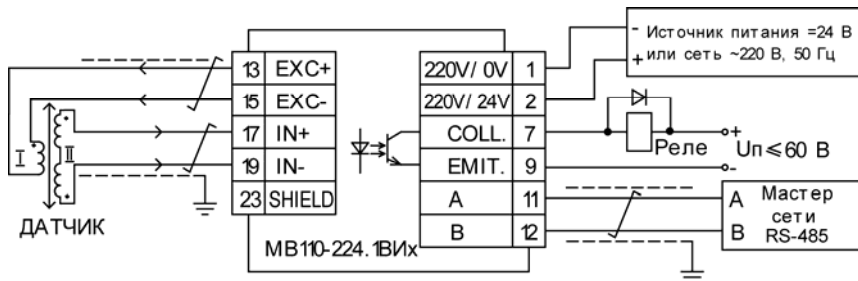 13 EXC+
15 EXC-
17 IN+
19 IN-
23 SHIELD
I
II
ДАТЧИК
220V/ 0V 1
220V/ 24V 2
COLL. 7
EMIT. 9
A 11
B 12
МВ110-224.1ВИх
- Источник питания =24 В
+ или сеть ~220 В, 50 Гц
Реле
+
Uп⩽60 В
-
A Мастер
сети
B RS-485